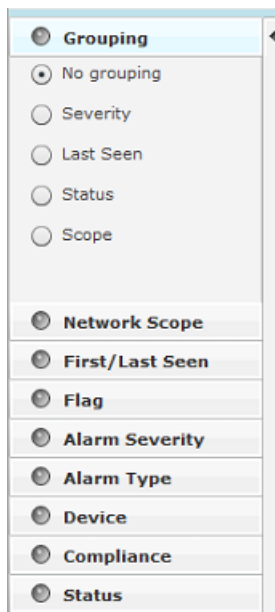 Grouping
No grouping
Severity
Last Seen
Status
Scope
Network Scope
First/Last Seen
Flag
Alarm Severity
Alarm Type
Device
Compliance
Status